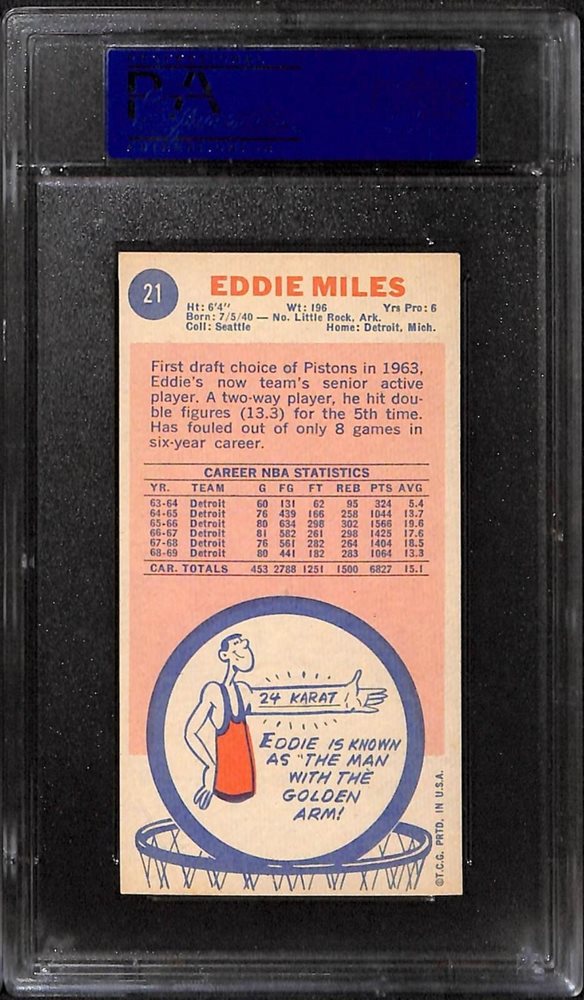 PSA
21
EDDIE MILES
Ht: 6'4" Wt: 196 Yrs Pro: 6
Born: 7/5/40 — No. Little Rock, Ark.
Coll: Seattle Home: Detroit, Mich.
First draft choice of Pistons in 1963,
Eddie's now team's senior active
player. A two-way player, he hit dou-
ble figures (13.3) for the 5th time.
Has fouled out of only 8 games in
six-year career.
CAREER NBA STATISTICS
YR. TEAM G FG FT REB PTS AVG
63-64 Detroit 60 131 62 95 324 5.4
64-65 Detroit 76 439 166 258 1044 13.7
65-66 Detroit 80 634 298 302 1566 19.6
66-67 Detroit 81 582 261 298 1425 17.6
67-68 Detroit 76 561 282 264 1404 18.5
68-69 Detroit 80 441 182 283 1064 13.3
CAR. TOTALS 453 2788 1251 1500 6827 15.1
24 KARAT
EDDIE IS KNOWN
AS "THE MAN
WITH THE
GOLDEN
ARM!
©T.C.G. PRTD. IN U.S.A.